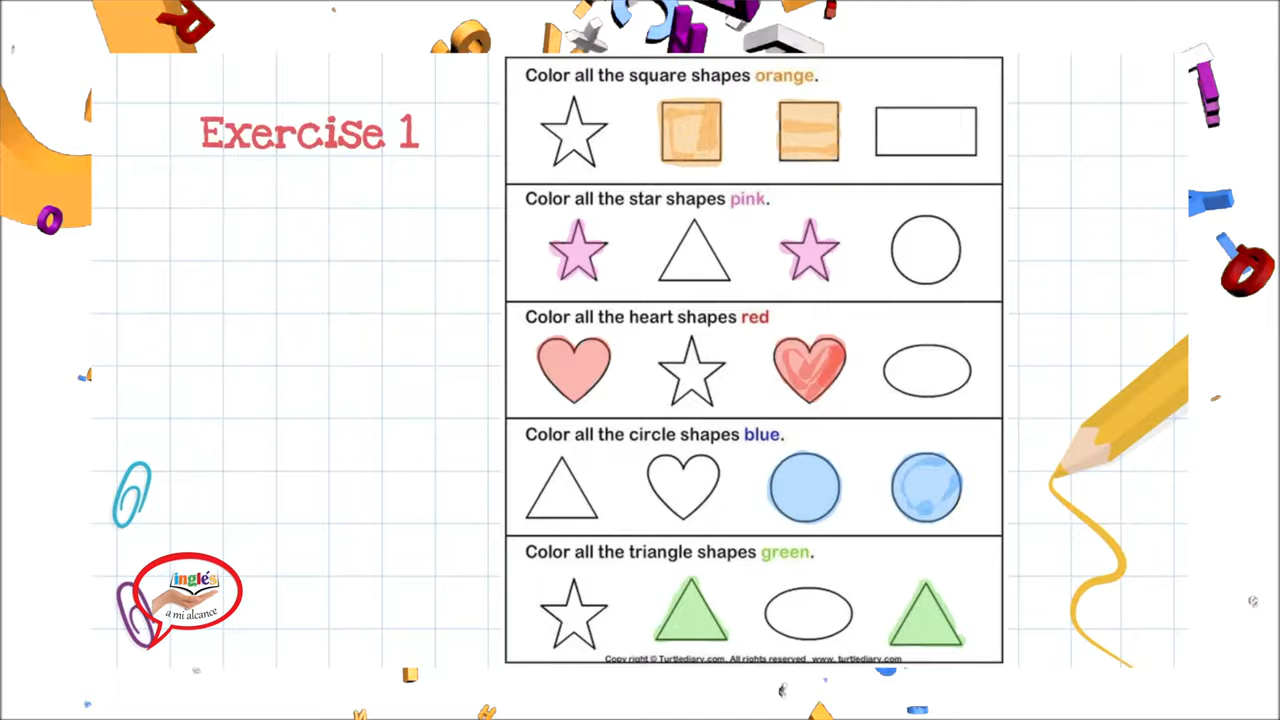 Exercise 1
Color all the square shapes orange.
Color all the star shapes pink.
Color all the heart shapes red
Color all the circle shapes blue.
Color all the triangle shapes green.
Copy right © Turtlediary.com. All rights reserved www. turtlediary.com
inglés
a mi alcance